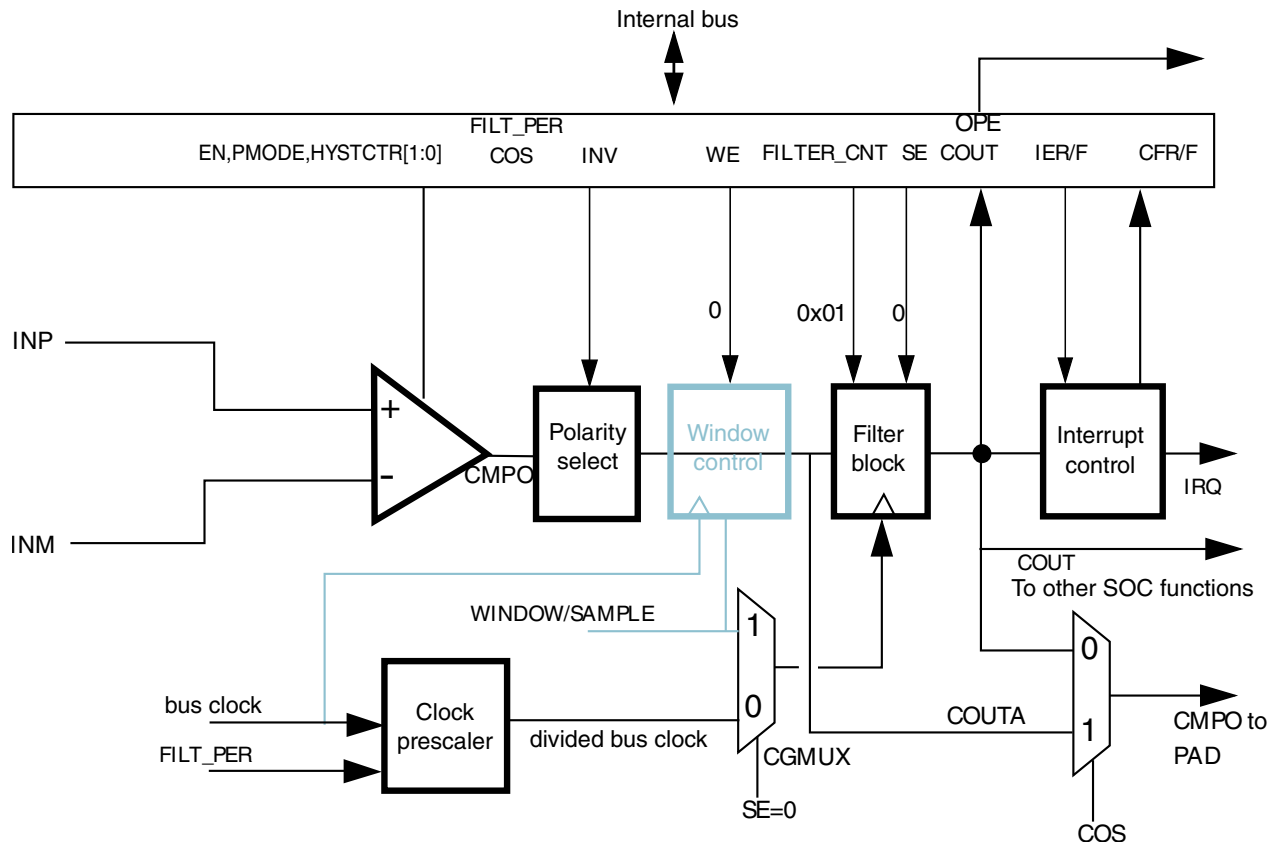 Internal bus
FILT_PER
OPE
EN,PMODE,HYSTCTR[1:0]
COS
INV
WE
FILTER_CNT
SE
COUT
IER/F
CFR/F
0
0x01
0
INP
+
-
INM
CMPO
Polarity
select
Window
control
Filter
block
Interrupt
control
IRQ
COUT
To other SOC functions
WINDOW/SAMPLE
1
0
bus clock
FILT_PER
Clock
prescaler
divided bus clock
CGMUX
SE=0
COUTA
0
1
CMPO to
PAD
COS